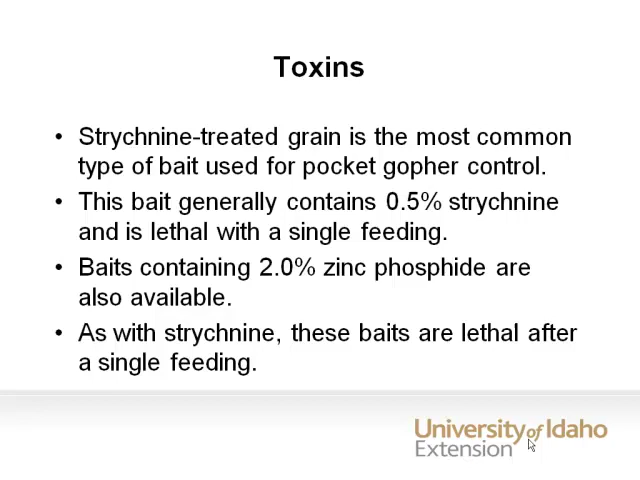 Toxins
• Strychnine-treated grain is the most common
type of bait used for pocket gopher control.
• This bait generally contains 0.5% strychnine
and is lethal with a single feeding.
• Baits containing 2.0% zinc phosphide are
also available.
• As with strychnine, these baits are lethal after
a single feeding.
University of Idaho
Extension